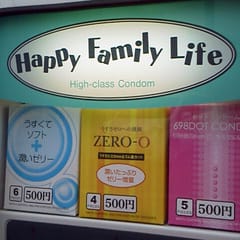 Happy Family Life
High-class Condom
うすくて
ソフト
+
潤いゼリー
6
500円
ZERO-O
潤いたっぷり
ゼリー増量
4
500円
698DOT COND
5
500円